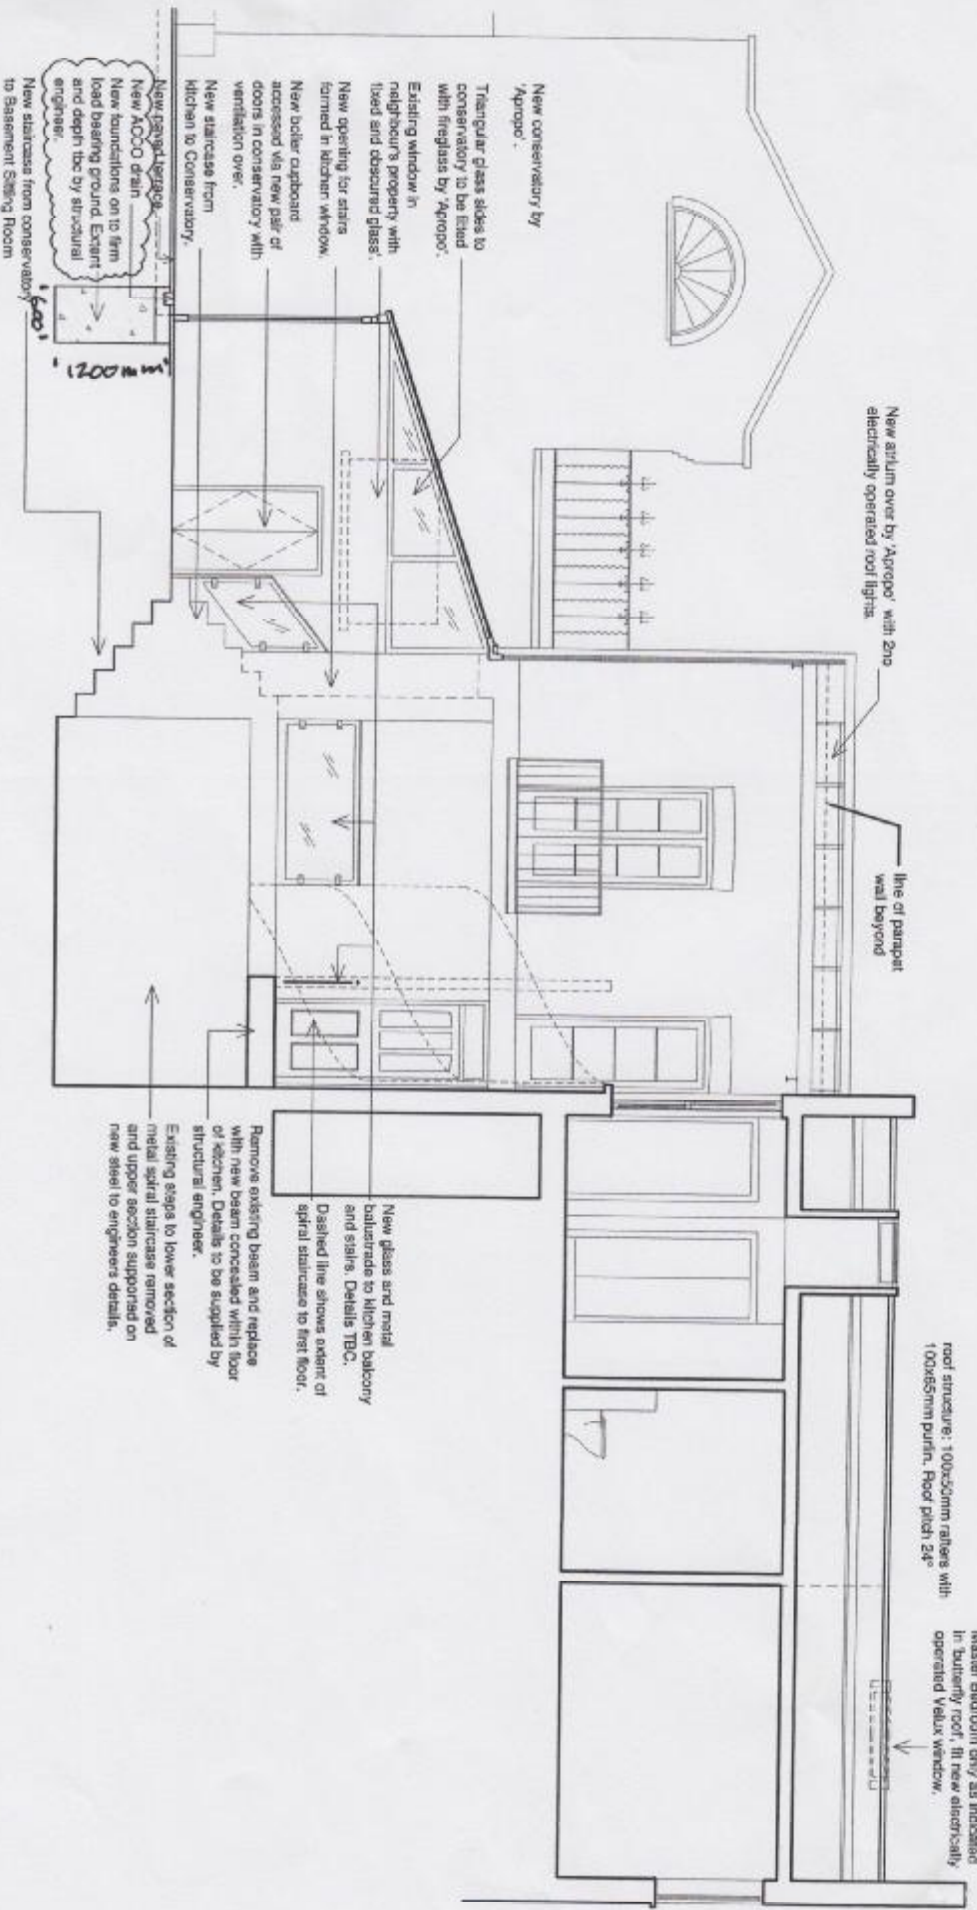 New conservatory by
'Apropo'.
Triangular glass sides to
conservatory to be fitted
with fireglass by 'Apropo'.
Existing window in
neighbour's property with
fixed and obscured glass'.
New opening for stairs
formed in kitchen window.
New boiler cupboard
accessed via new pair of
doors in conservatory with
ventilation over.
New staircase from
kitchen to Conservatory.
New paved terrace.
New ACO drain
New foundations on to firm
load bearing ground. Extent
and depth tbc by structural
engineer.
New staircase from conservatory
to Basement Sitting Room
600
1200mm
New atrium over by 'Apropo' with 2no
electrically operated roof lights.
line of parapet
wall beyond
roof structure: 100x50mm rafters with
100x65mm purlin. Roof pitch 24°
Master Bedroom only as indicated
in 'butterfly roof', fit new electrically
operated Velux window.
New glass and metal
balustrade to kitchen balcony
and stairs. Details TBC.
Dashed line shows extent of
spiral staircase to first floor.
Remove existing beam and replace
with new beam concealed within floor
of kitchen. Details to be supplied by
structural engineer.
Existing steps to lower section of
metal spiral staircase removed
and upper section supported on
new steel to engineers details.